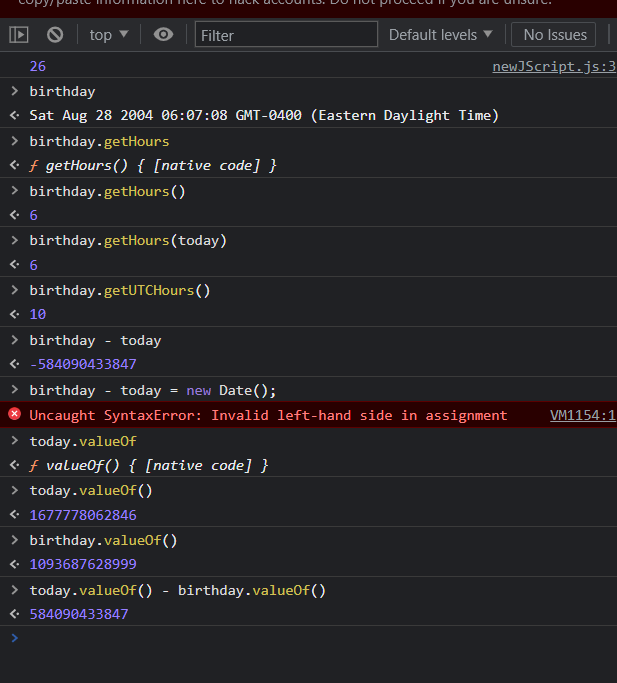 copy/paste information here to hack accounts. Do not proceed if you are unsure.
top Filter Default levels No Issues
26 newJScript.js:3
> birthday
Sat Aug 28 2004 06:07:08 GMT-0400 (Eastern Daylight Time)
> birthday.getHours
ƒ getHours() { [native code] }
> birthday.getHours()
6
> birthday.getHours(today)
6
> birthday.getUTCHours()
10
> birthday - today
-584090433847
> birthday - today = new Date();
Uncaught SyntaxError: Invalid left-hand side in assignment VM1154:1
> today.valueOf
ƒ valueOf() { [native code] }
> today.valueOf()
1677778062846
> birthday.valueOf()
1093687628999
> today.valueOf() - birthday.valueOf()
584090433847
>